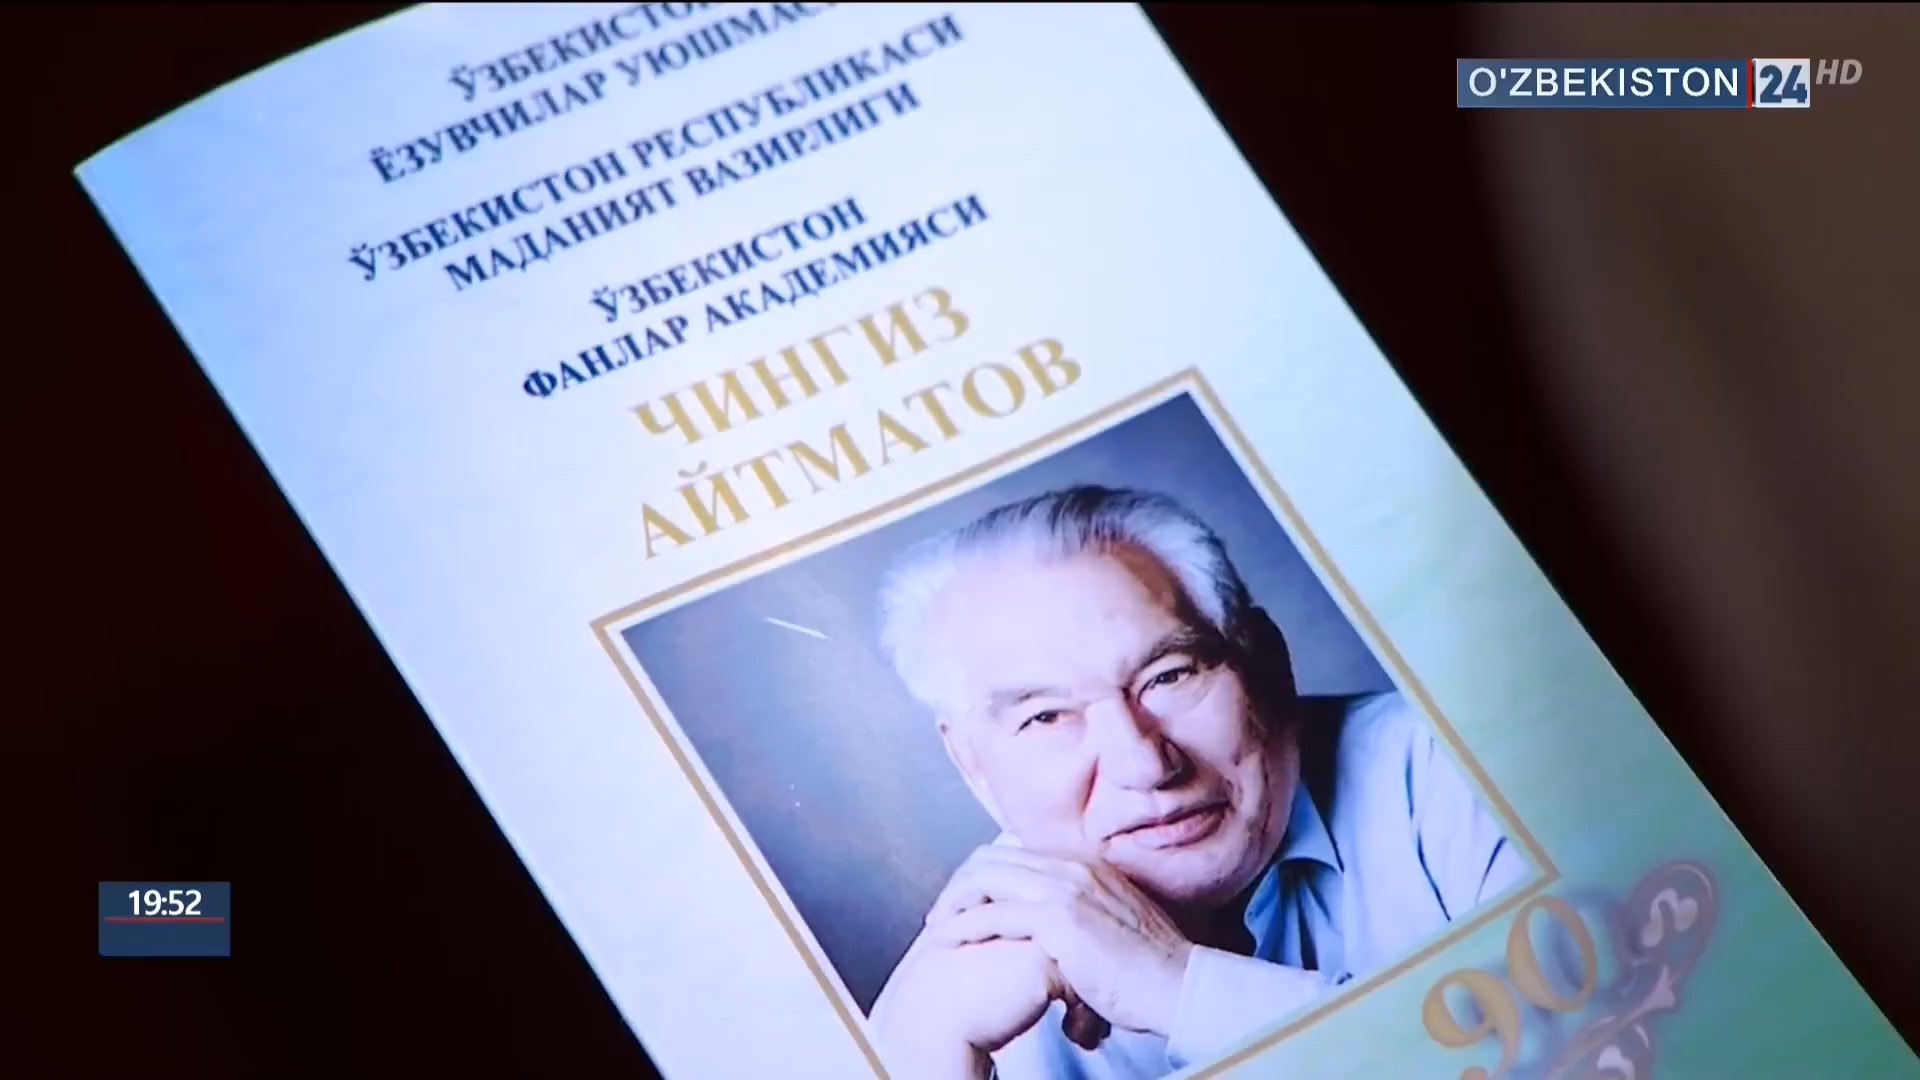 ЎЗБЕКИСТОН
ЁЗУВЧИЛАР УЮШМАСИ
ЎЗБЕКИСТОН РЕСПУБЛИКАСИ
МАДАНИЯТ ВАЗИРЛИГИ
ЎЗБЕКИСТОН
ФАНЛАР АКАДЕМИЯСИ
ЧИНГИЗ
АЙТМАТОВ
90
O'ZBEKISTON 24 HD
19:52